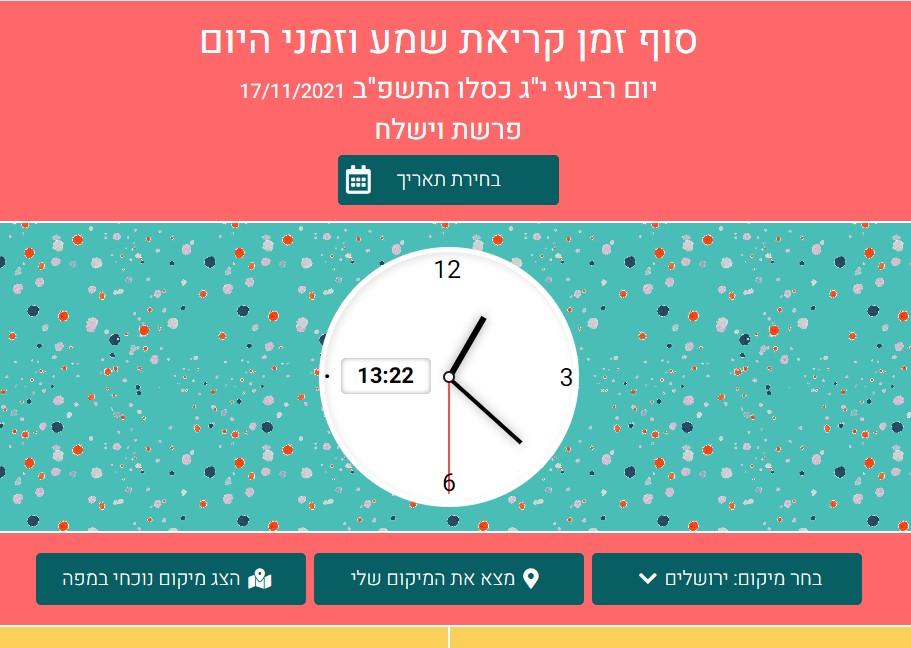 סוף זמן קריאת שמע וזמני היום
יום רביעי י"ג כסלו התשפ"ב 17/11/2021
פרשת וישלח
בחירת תאריך
12
3
13:22
6
בחר מיקום: ירושלים
מצא את המיקום שלי
הצג מיקום נוכחי במפה